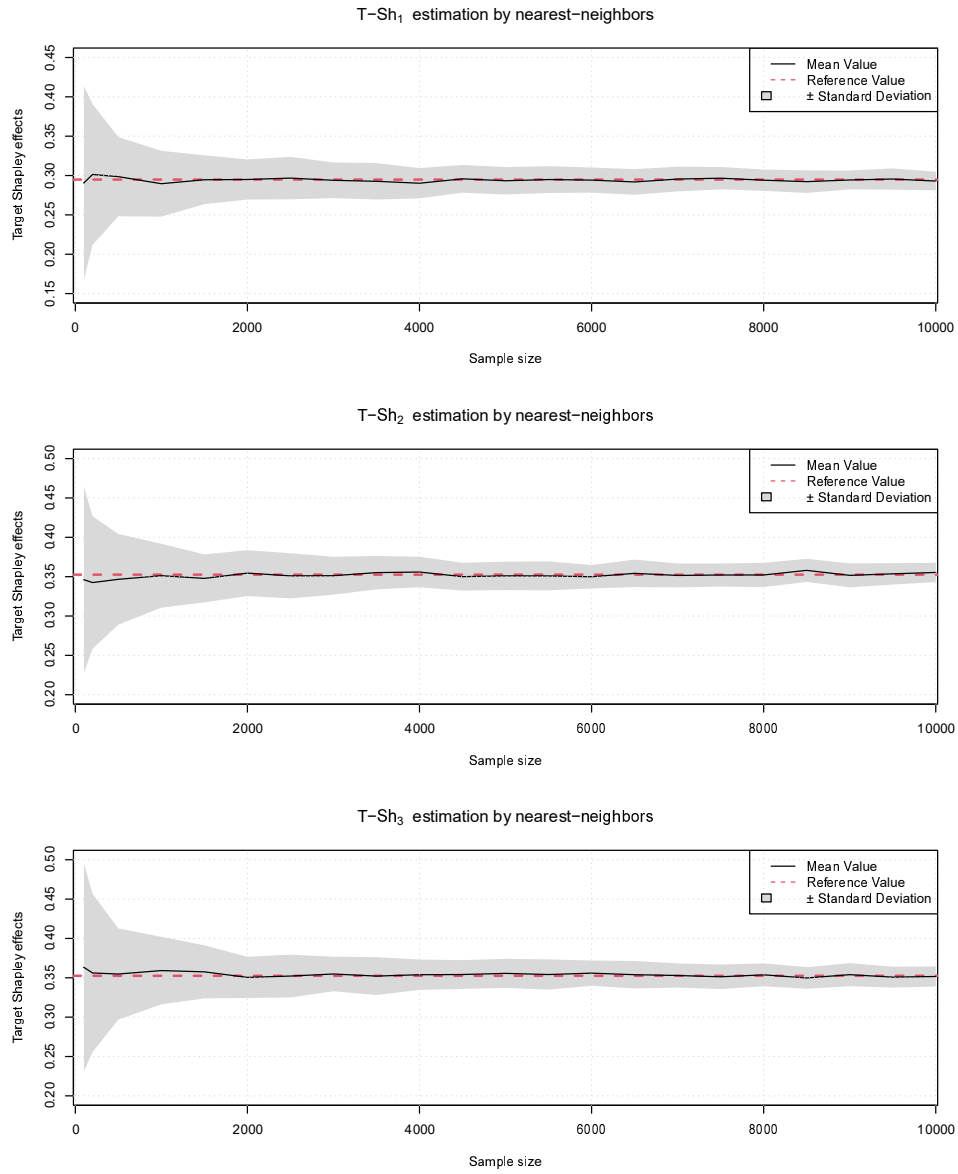 T−Sh1 estimation by nearest−neighbors
Target Shapley effects
0.45
0.40
0.35
0.30
0.25
0.20
0.15
Mean Value
Reference Value
± Standard Deviation
0 2000 4000 6000 8000 10000
Sample size
T−Sh2 estimation by nearest−neighbors
Target Shapley effects
0.50
0.45
0.40
0.35
0.30
0.25
0.20
Mean Value
Reference Value
± Standard Deviation
0 2000 4000 6000 8000 10000
Sample size
T−Sh3 estimation by nearest−neighbors
Target Shapley effects
0.50
0.45
0.40
0.35
0.30
0.25
0.20
Mean Value
Reference Value
± Standard Deviation
0 2000 4000 6000 8000 10000
Sample size